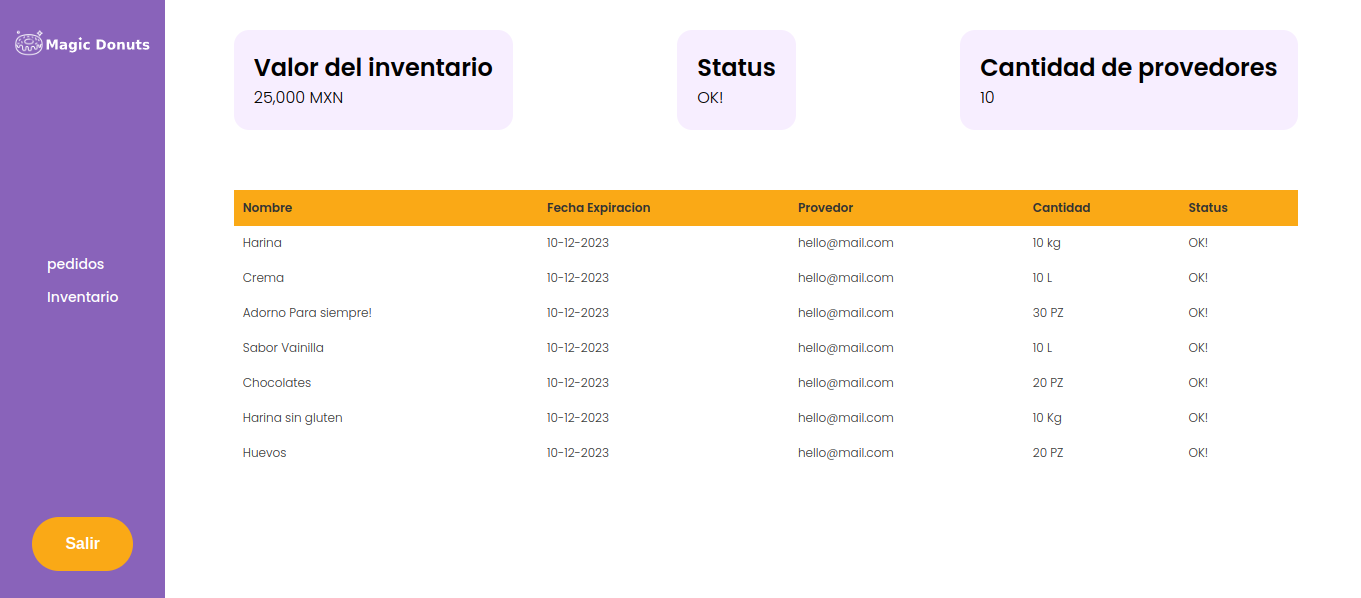 Magic Donuts
pedidos
Inventario
Salir
Valor del inventario
25,000 MXN
Status
OK!
Cantidad de provedores
10
Nombre Fecha Expiracion Provedor Cantidad Status
Harina 10-12-2023 hello@mail.com 10 kg OK!
Crema 10-12-2023 hello@mail.com 10 L OK!
Adorno Para siempre! 10-12-2023 hello@mail.com 30 PZ OK!
Sabor Vainilla 10-12-2023 hello@mail.com 10 L OK!
Chocolates 10-12-2023 hello@mail.com 20 PZ OK!
Harina sin gluten 10-12-2023 hello@mail.com 10 Kg OK!
Huevos 10-12-2023 hello@mail.com 20 PZ OK!